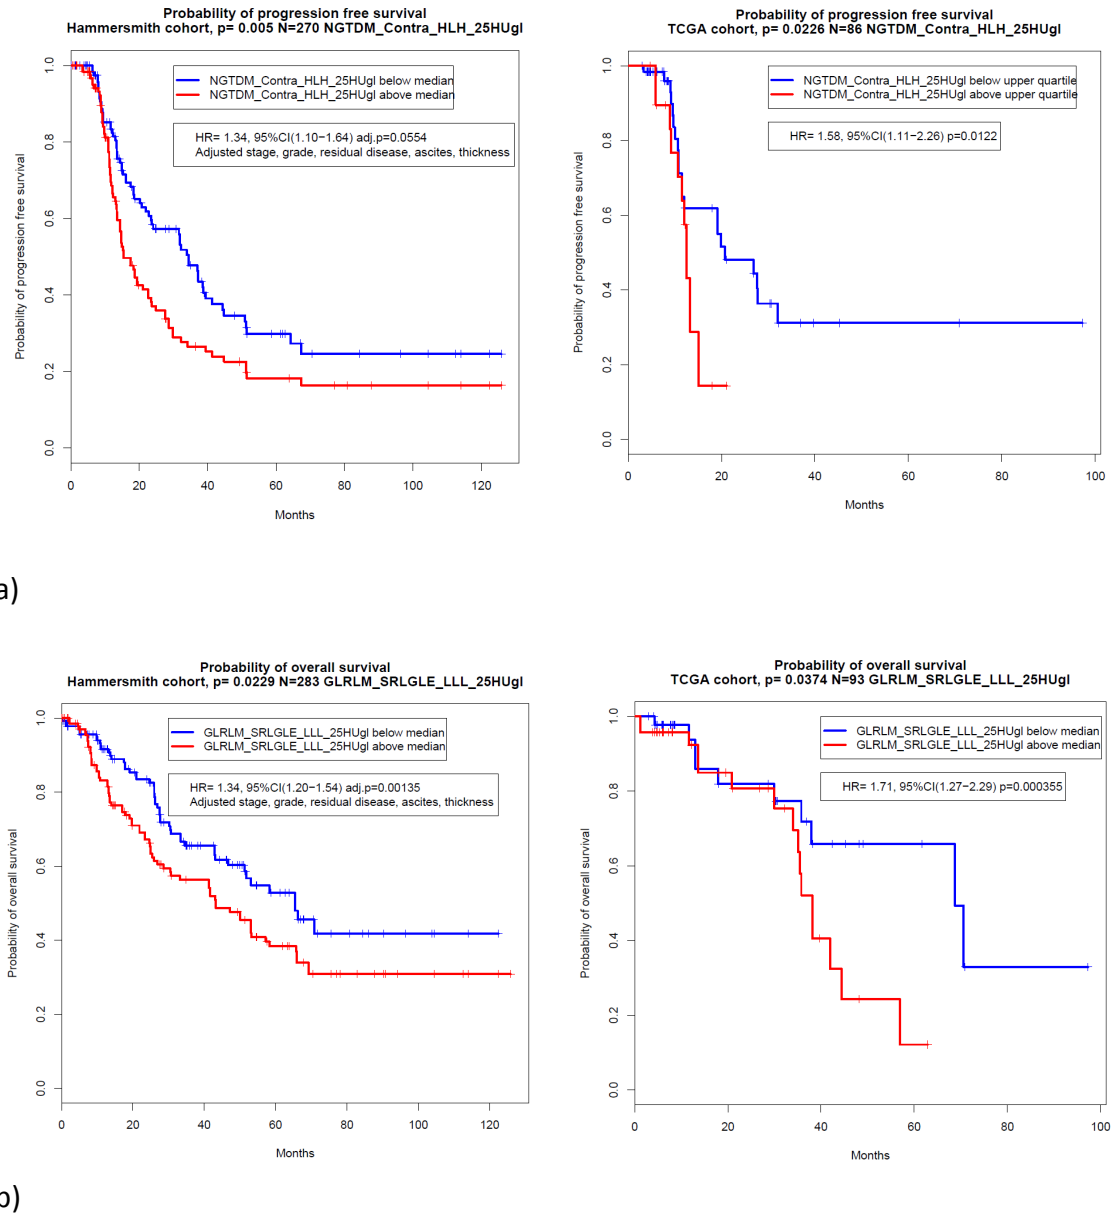 Probability of progression free survival
Hammersmith cohort, p= 0.005 N=270 NGTDM_Contra_HLH_25HUgl
NGTDM_Contra_HLH_25HUgl below median
NGTDM_Contra_HLH_25HUgl above median
HR= 1.34, 95%CI(1.10−1.64) adj.p=0.0554
Adjusted stage, grade, residual disease, ascites, thickness
Probability of progression free survival
1.0
0.8
0.6
0.4
0.2
0.0
0 20 40 60 80 100 120
Months
Probability of progression free survival
TCGA cohort, p= 0.0226 N=86 NGTDM_Contra_HLH_25HUgl
NGTDM_Contra_HLH_25HUgl below upper quartile
NGTDM_Contra_HLH_25HUgl above upper quartile
HR= 1.58, 95%CI(1.11−2.26) p=0.0122
Probability of progression free survival
1.0
0.8
0.6
0.4
0.2
0.0
0 20 40 60 80 100
Months
a)
Probability of overall survival
Hammersmith cohort, p= 0.0229 N=283 GLRLM_SRLGLE_LLL_25HUgl
GLRLM_SRLGLE_LLL_25HUgl below median
GLRLM_SRLGLE_LLL_25HUgl above median
HR= 1.34, 95%CI(1.20−1.54) adj.p=0.00135
Adjusted stage, grade, residual disease, ascites, thickness
Probability of overall survival
1.0
0.8
0.6
0.4
0.2
0.0
0 20 40 60 80 100 120
Months
Probability of overall survival
TCGA cohort, p= 0.0374 N=93 GLRLM_SRLGLE_LLL_25HUgl
GLRLM_SRLGLE_LLL_25HUgl below median
GLRLM_SRLGLE_LLL_25HUgl above median
HR= 1.71, 95%CI(1.27−2.29) p=0.000355
Probability of overall survival
1.0
0.8
0.6
0.4
0.2
0.0
0 20 40 60 80 100
Months
b)